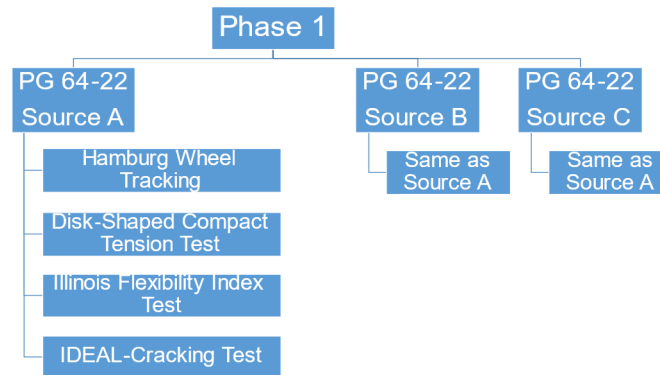 Phase 1
PG 64-22
Source A
PG 64-22
Source B
PG 64-22
Source C
Hamburg Wheel
Tracking
Same as
Source A
Same as
Source A
Disk-Shaped Compact
Tension Test
Illinois Flexibility Index
Test
IDEAL-Cracking Test